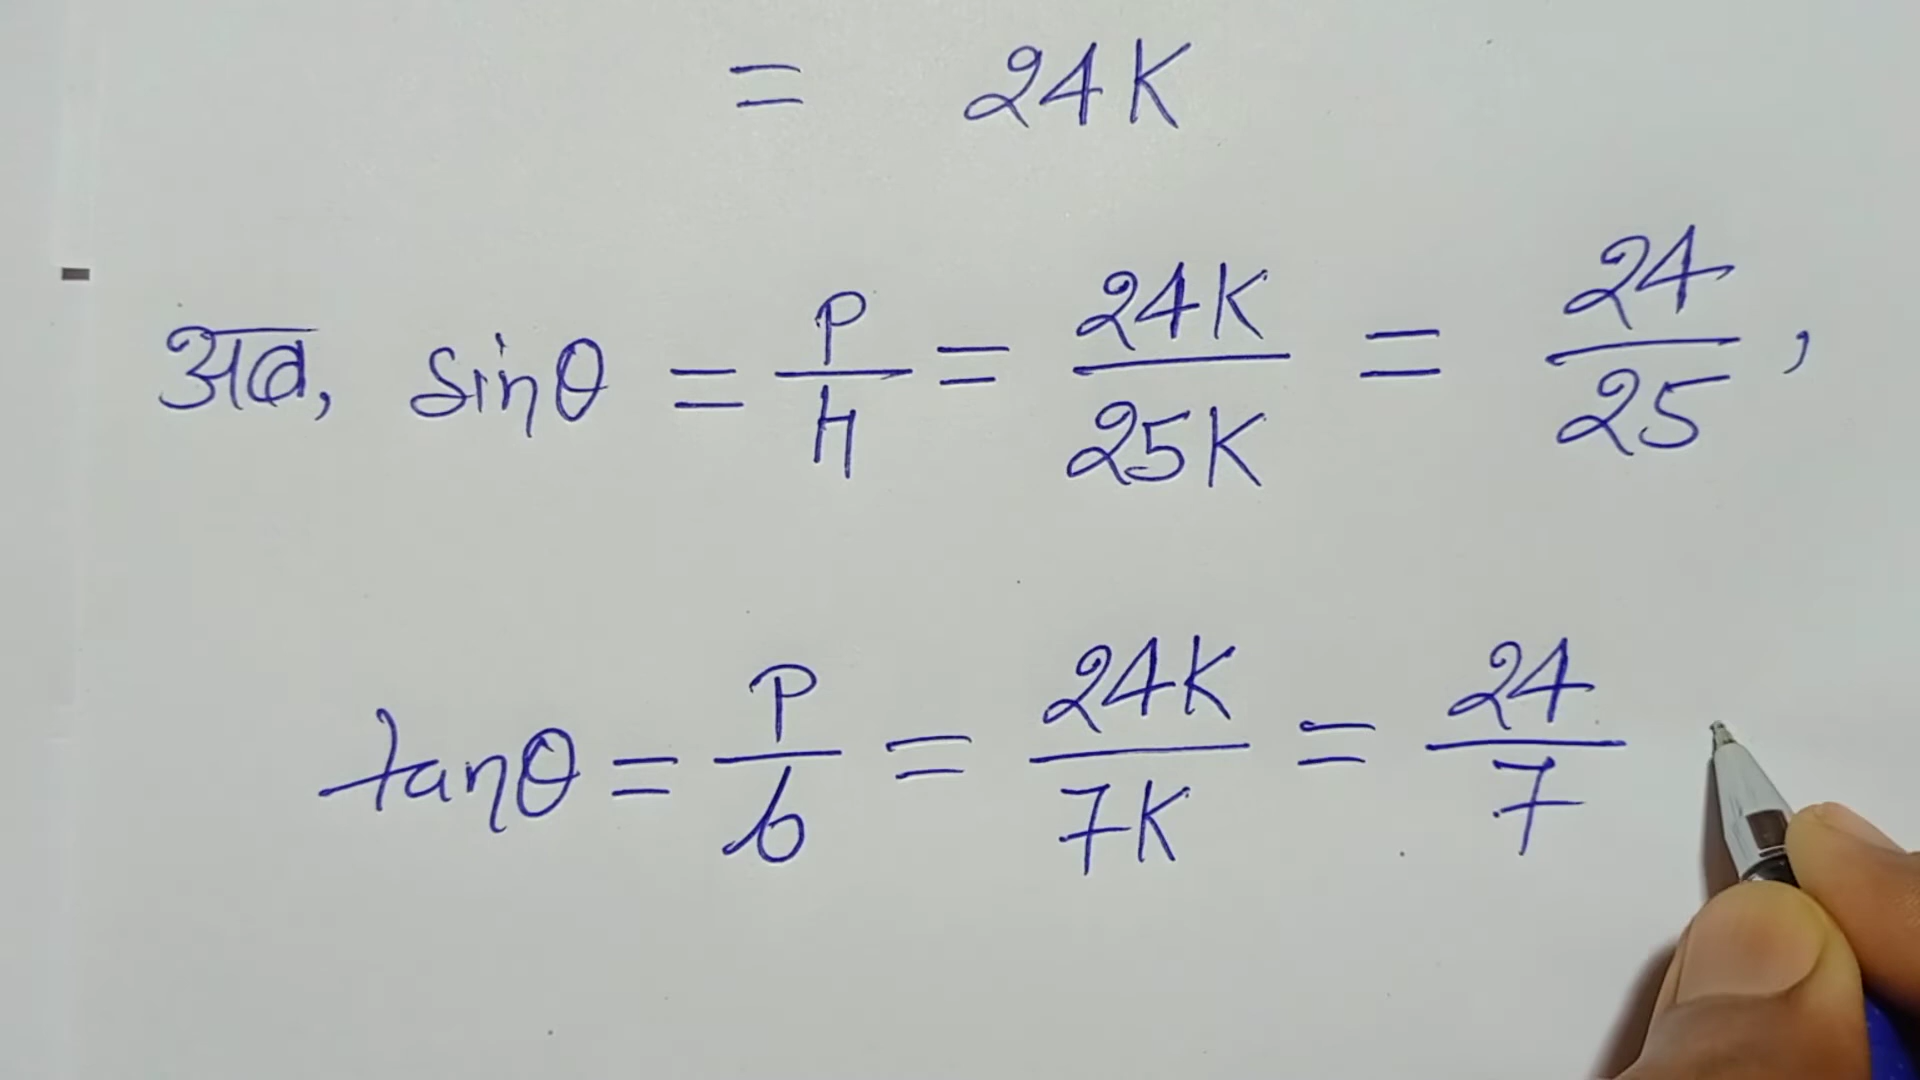 = 24K
अब, sinθ = P/H = 24K/25K = 24/25,
tanθ = P/b = 24K/7K = 24/7